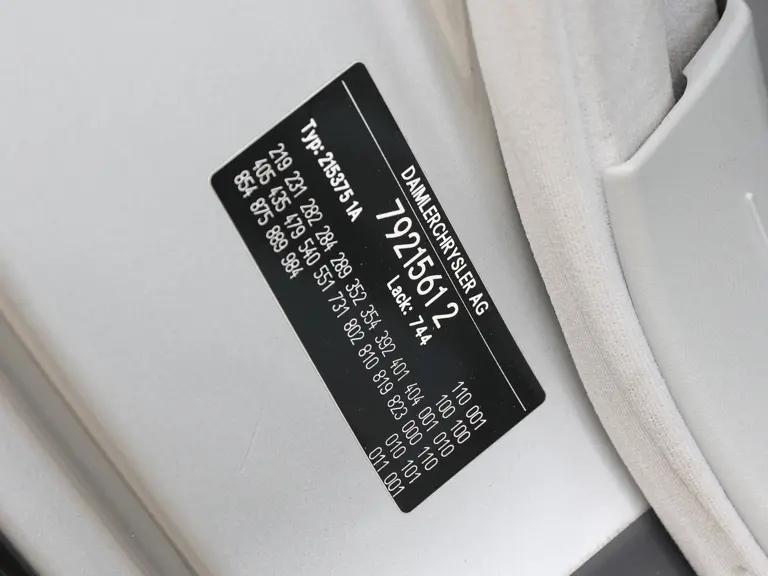 DAIMLERCHRYSLER AG
79215612
Typ: 215375 1A Lack: 744 110 001
100 100
219 231 282 284 289 352 354 392 401 404 001 010
405 435 479 540 551 731 802 810 819 823 000 110
854 875 889 984 010 101
011 001